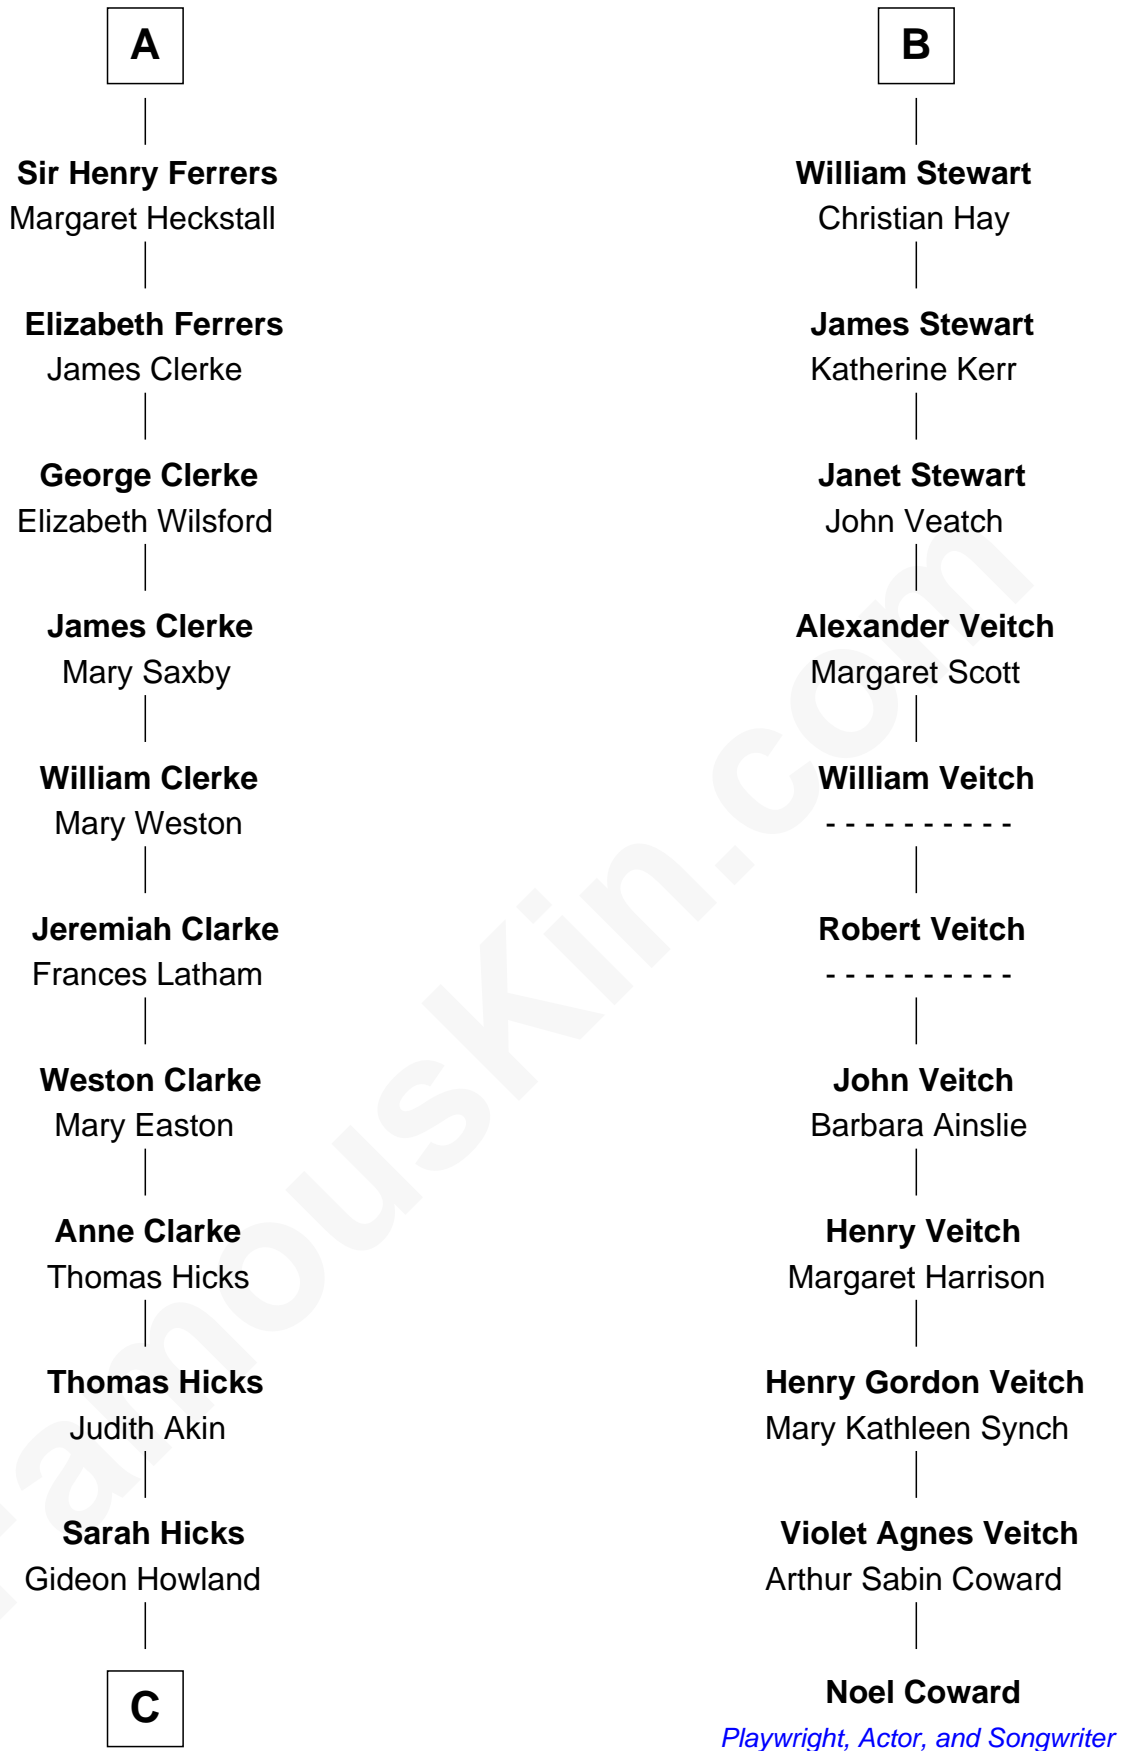 A
Sir Henry Ferrers
Margaret Heckstall
Elizabeth Ferrers
James Clerke
George Clerke
Elizabeth Wilsford
James Clerke
Mary Saxby
William Clerke
Mary Weston
Jeremiah Clarke
Frances Latham
Weston Clarke
Mary Easton
Anne Clarke
Thomas Hicks
Thomas Hicks
Judith Akin
Sarah Hicks
Gideon Howland
C
B
William Stewart
Christian Hay
James Stewart
Katherine Kerr
Janet Stewart
John Veatch
Alexander Veitch
Margaret Scott
William Veitch
- - - - - - - - - -
Robert Veitch
- - - - - - - - - -
John Veitch
Barbara Ainslie
Henry Veitch
Margaret Harrison
Henry Gordon Veitch
Mary Kathleen Synch
Violet Agnes Veitch
Arthur Sabin Coward
Noel Coward
Playwright, Actor, and Songwriter
FamousKin.com